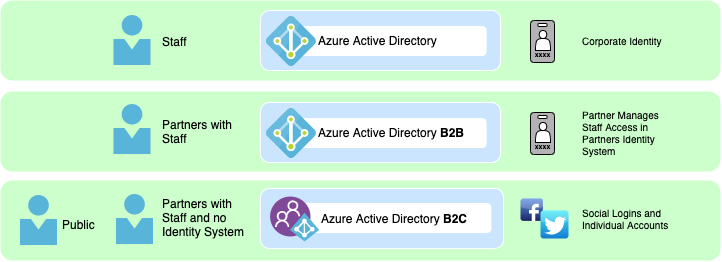 Staff
Azure Active Directory
xxxx
Corporate Identity
Partners with
Staff
Azure Active Directory B2B
xxxx
Partner Manages
Staff Access in
Partners Identity
System
Public
Partners with
Staff and no
Identity System
Azure Active Directory B2C
f
Social Logins and
Individual Accounts